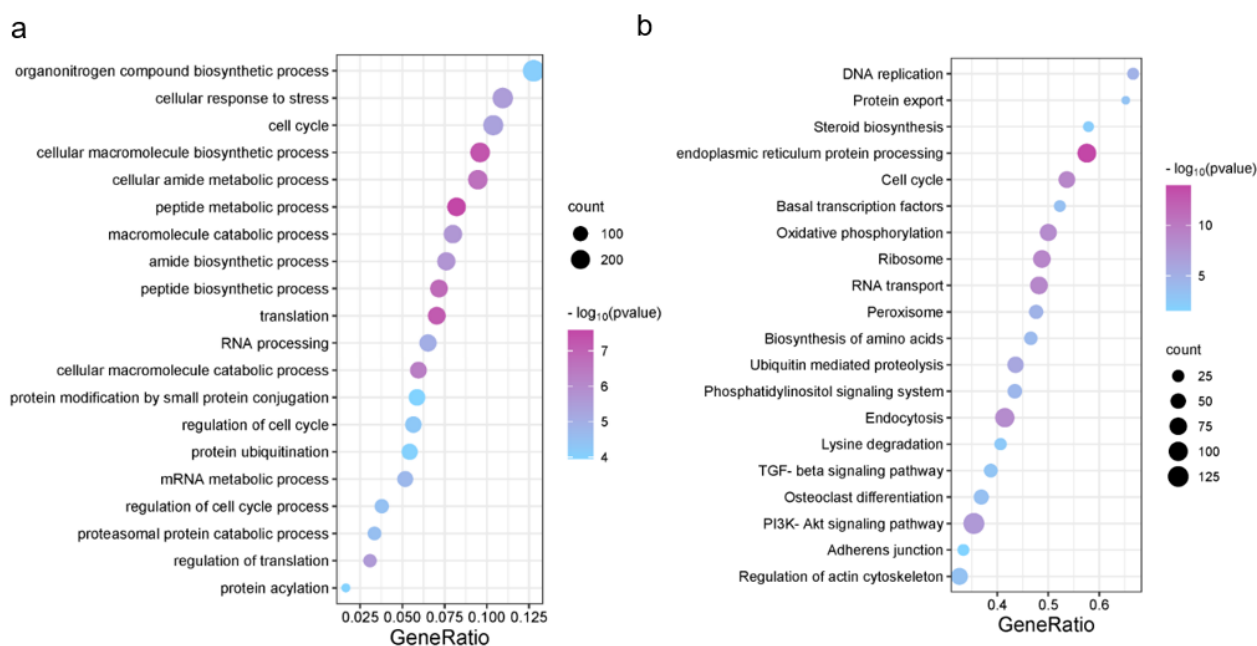 a
organonitrogen compound biosynthetic process
cellular response to stress
cell cycle
cellular macromolecule biosynthetic process
cellular amide metabolic process
peptide metabolic process
macromolecule catabolic process
amide biosynthetic process
peptide biosynthetic process
translation
RNA processing
cellular macromolecule catabolic process
protein modification by small protein conjugation
regulation of cell cycle
protein ubiquitination
mRNA metabolic process
regulation of cell cycle process
proteasomal protein catabolic process
regulation of translation
protein acylation
0.025 0.050 0.075 0.100 0.125
GeneRatio
count
100
200
- log10(pvalue)
7
6
5
4
b
DNA replication
Protein export
Steroid biosynthesis
endoplasmic reticulum protein processing
Cell cycle
Basal transcription factors
Oxidative phosphorylation
Ribosome
RNA transport
Peroxisome
Biosynthesis of amino acids
Ubiquitin mediated proteolysis
Phosphatidylinositol signaling system
Endocytosis
Lysine degradation
TGF- beta signaling pathway
Osteoclast differentiation
PI3K- Akt signaling pathway
Adherens junction
Regulation of actin cytoskeleton
0.4 0.5 0.6
GeneRatio
- log10(pvalue)
10
5
count
25
50
75
100
125